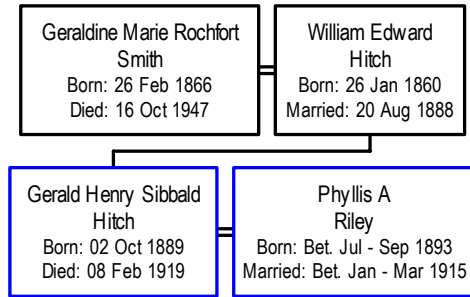 Geraldine Marie Rochfort
Smith
Born: 26 Feb 1866
Died: 16 Oct 1947
William Edward
Hitch
Born: 26 Jan 1860
Married: 20 Aug 1888
Gerald Henry Sibbald
Hitch
Born: 02 Oct 1889
Died: 08 Feb 1919
Phyllis A
Riley
Born: Bet. Jul - Sep 1893
Married: Bet. Jan - Mar 1915